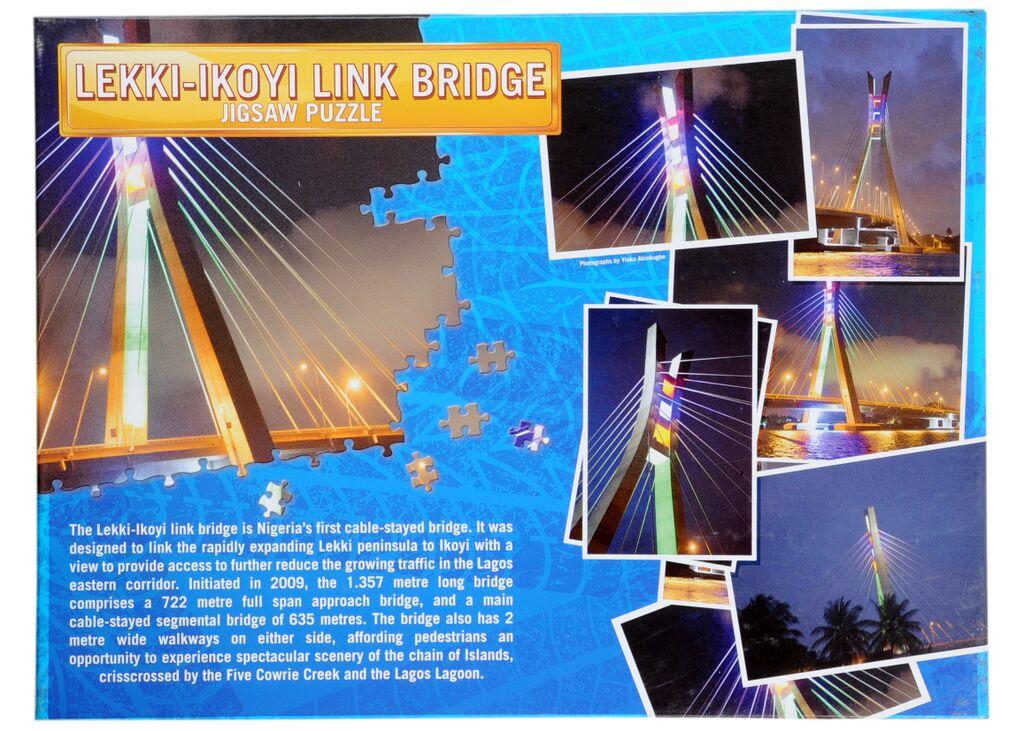 LEKKI-IKOYI LINK BRIDGE
JIGSAW PUZZLE
Photographs by Yinka Akinkugbe
The Lekki-Ikoyi link bridge is Nigeria's first cable-stayed bridge. It was
designed to link the rapidly expanding Lekki peninsula to Ikoyi with a
view to provide access to further reduce the growing traffic in the Lagos
eastern corridor. Initiated in 2009, the 1.357 metre long bridge
comprises a 722 metre full span approach bridge, and a main
cable-stayed segmental bridge of 635 metres. The bridge also has 2
metre wide walkways on either side, affording pedestrians an
opportunity to experience spectacular scenery of the chain of Islands,
crisscrossed by the Five Cowrie Creek and the Lagos Lagoon.